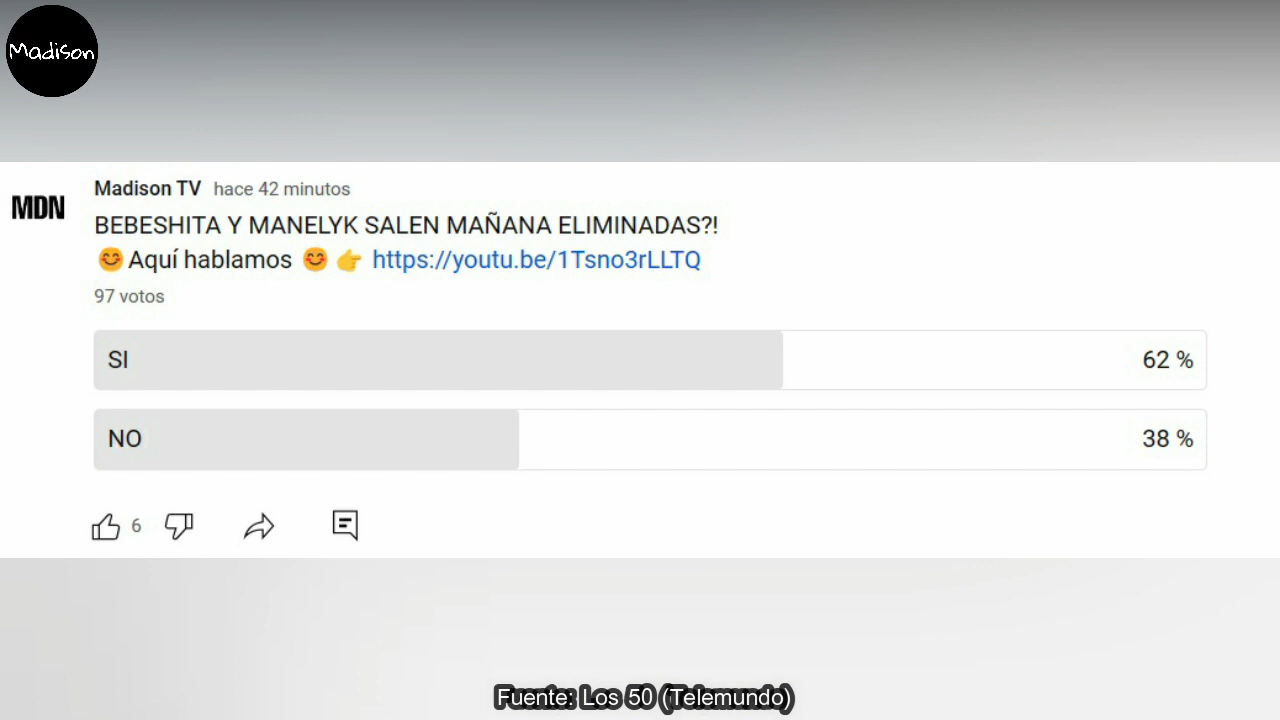 Madison
MDN
Madison TV hace 42 minutos
BEBESHITA Y MANELYK SALEN MAÑANA ELIMINADAS?!
😊Aquí hablamos 😊 👉 https://youtu.be/1Tsno3rLLTQ
97 votos
SI 62 %
NO 38 %
6
Fuente: Los 50 (Telemundo)